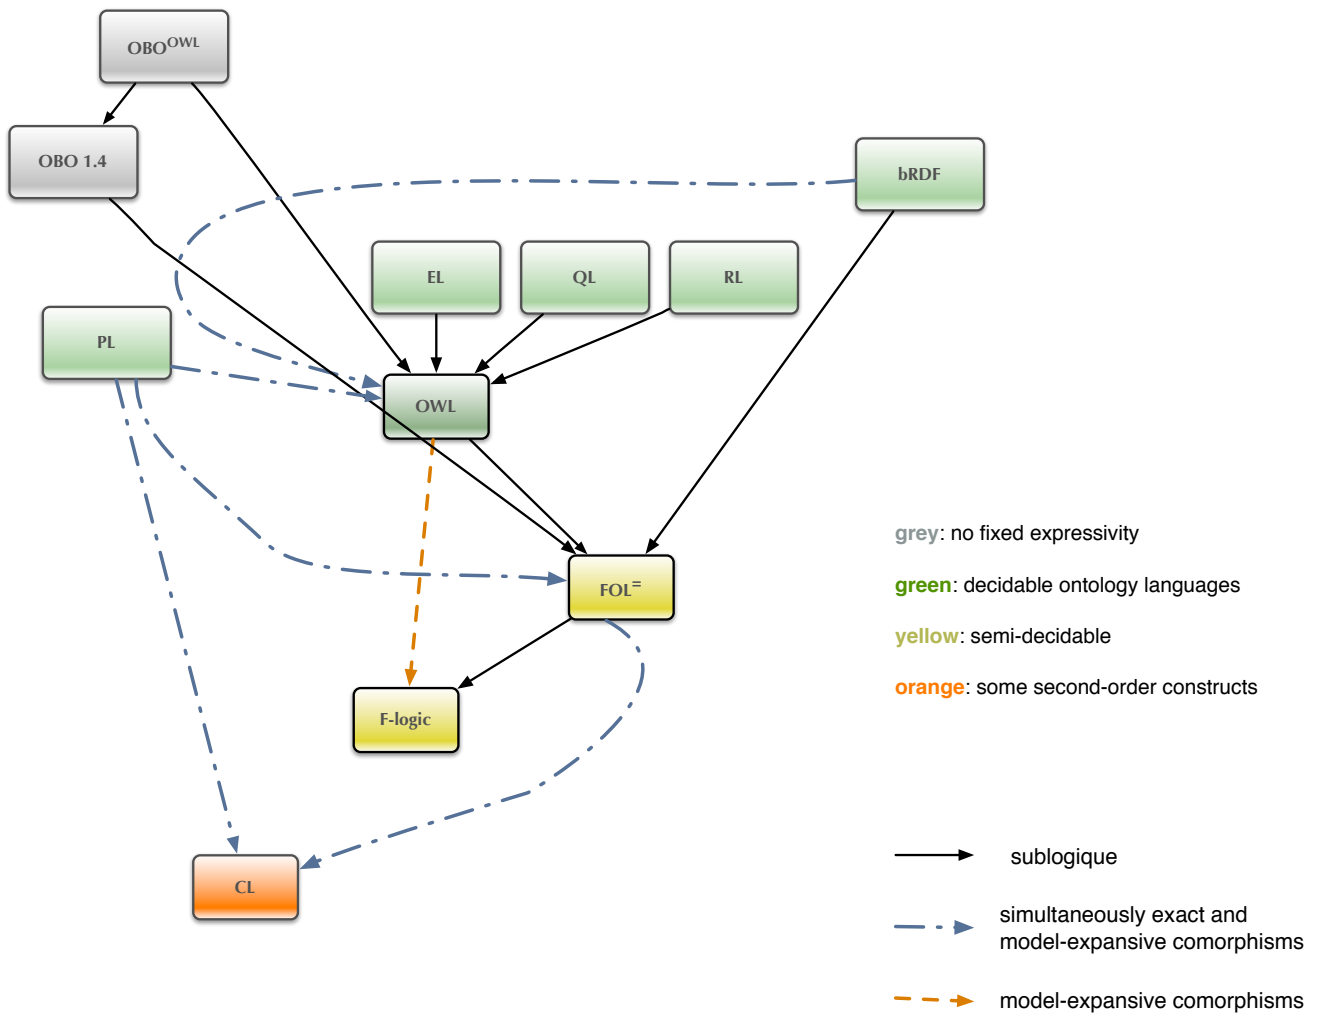 OBO^OWL
OBO 1.4
bRDF
EL
QL
RL
PL
OWL
FOL^=
F-logic
CL
grey: no fixed expressivity
green: decidable ontology languages
yellow: semi-decidable
orange: some second-order constructs
sublogique
simultaneously exact and
model-expansive comorphisms
model-expansive comorphisms